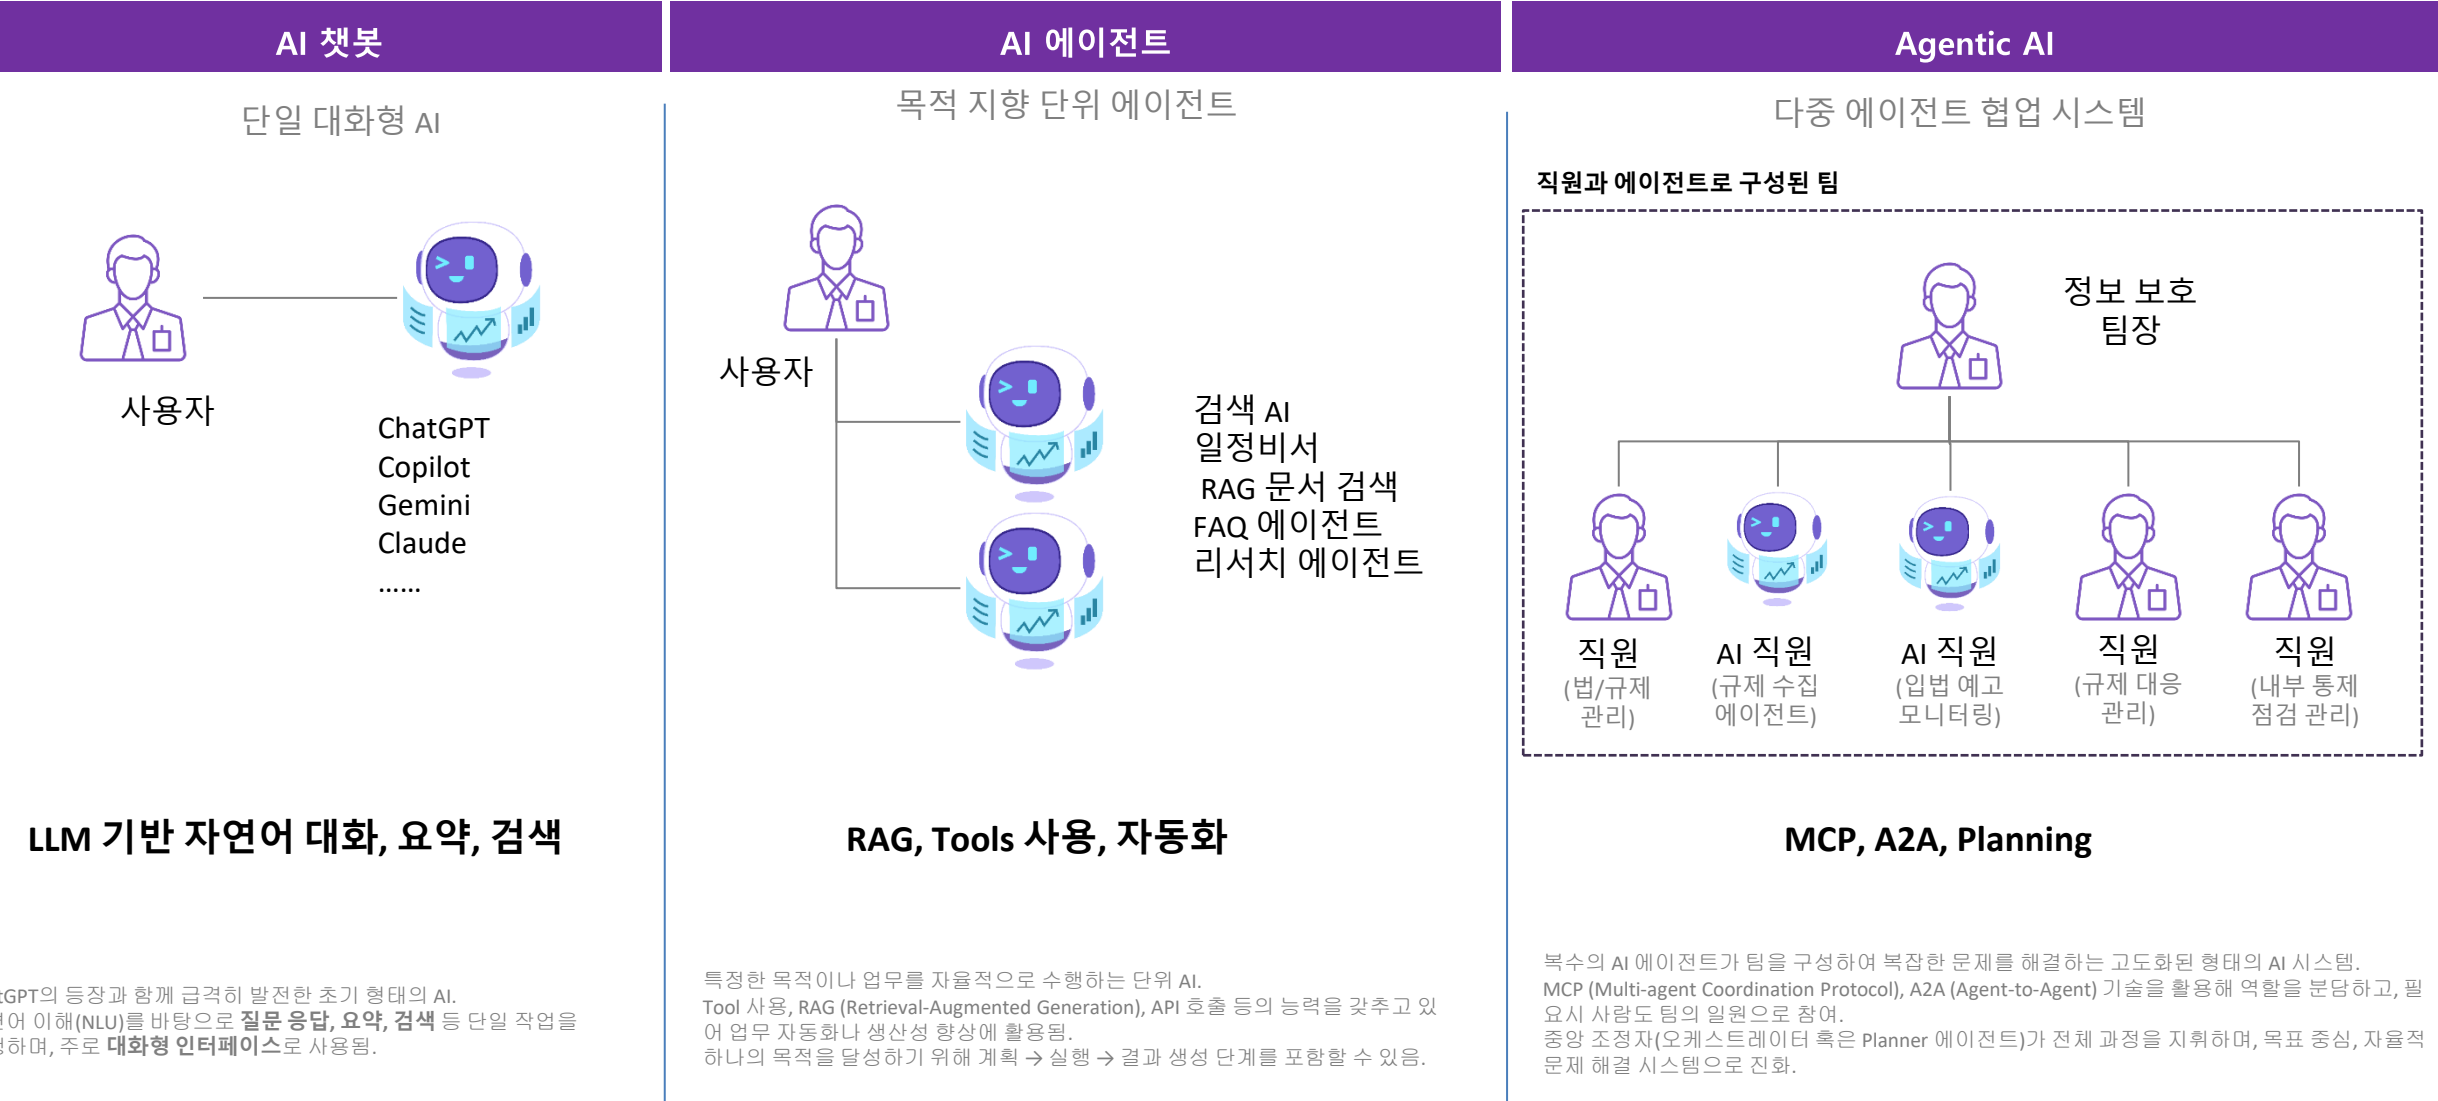 AI 챗봇
단일 대화형 AI
사용자
ChatGPT
Copilot
Gemini
Claude
......
LLM 기반 자연어 대화, 요약, 검색
tGPT의 등장과 함께 급격히 발전한 초기 형태의 AI.
어 이해(NLU)를 바탕으로 질문 응답, 요약, 검색 등 단일 작업을
하며, 주로 대화형 인터페이스로 사용됨.
AI 에이전트
목적 지향 단위 에이전트
사용자
검색 AI
일정비서
RAG 문서 검색
FAQ 에이전트
리서치 에이전트
RAG, Tools 사용, 자동화
특정한 목적이나 업무를 자율적으로 수행하는 단위 AI.
Tool 사용, RAG (Retrieval-Augmented Generation), API 호출 등의 능력을 갖추고 있
어 업무 자동화나 생산성 향상에 활용됨.
하나의 목적을 달성하기 위해 계획 → 실행 → 결과 생성 단계를 포함할 수 있음.
Agentic AI
다중 에이전트 협업 시스템
직원과 에이전트로 구성된 팀
정보 보호
팀장
직원
(법/규제
관리)
AI 직원
(규제 수집
에이전트)
AI 직원
(입법 예고
모니터링)
직원
(규제 대응
관리)
직원
(내부 통제
점검 관리)
MCP, A2A, Planning
복수의 AI 에이전트가 팀을 구성하여 복잡한 문제를 해결하는 고도화된 형태의 AI 시스템.
MCP (Multi-agent Coordination Protocol), A2A (Agent-to-Agent) 기술을 활용해 역할을 분담하고, 필
요시 사람도 팀의 일원으로 참여.
중앙 조정자(오케스트레이터 혹은 Planner 에이전트)가 전체 과정을 지휘하며, 목표 중심, 자율적
문제 해결 시스템으로 진화.